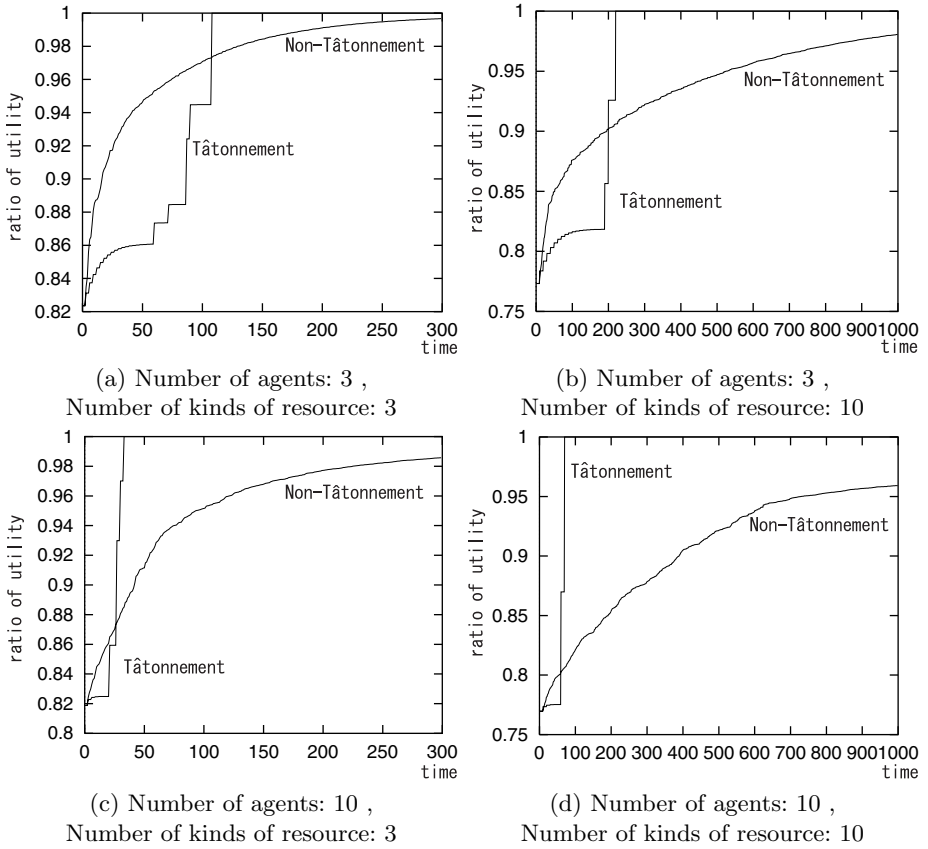 1
0.98
0.96
0.94
0.92
0.9
0.88
0.86
0.84
0.82
ratio of utility
Non-Tâtonnement
Tâtonnement
0 50 100 150 200 250 300
time
(a) Number of agents: 3 ,
Number of kinds of resource: 3
1
0.95
0.9
0.85
0.8
0.75
ratio of utility
Non-Tâtonnement
Tâtonnement
0 100 200 300 400 500 600 700 800 900 1000
time
(b) Number of agents: 3 ,
Number of kinds of resource: 10
1
0.98
0.96
0.94
0.92
0.9
0.88
0.86
0.84
0.82
0.8
ratio of utility
Non-Tâtonnement
Tâtonnement
0 50 100 150 200 250 300
time
(c) Number of agents: 10 ,
Number of kinds of resource: 3
1
0.95
0.9
0.85
0.8
0.75
ratio of utility
Tâtonnement
Non-Tâtonnement
0 100 200 300 400 500 600 700 800 900 1000
time
(d) Number of agents: 10 ,
Number of kinds of resource: 10